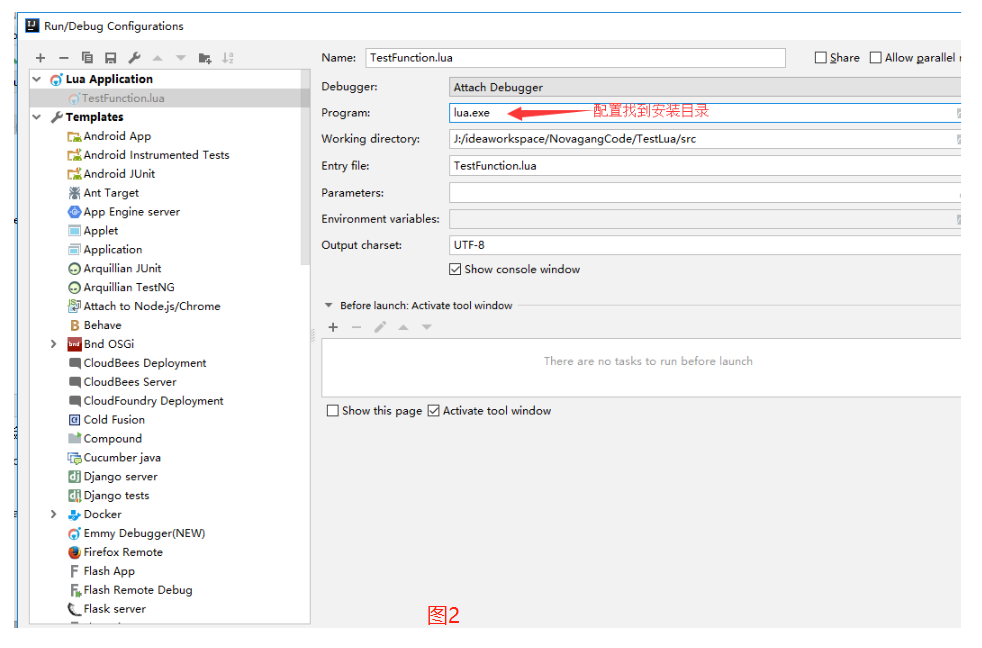 Run/Debug Configurations
Name: TestFunction.lua Share Allow parallel
Lua Application
TestFunction.lua
Templates
Android App
Android Instrumented Tests
Android JUnit
Ant Target
App Engine server
Applet
Application
Arquillian JUnit
Arquillian TestNG
Attach to Node.js/Chrome
Behave
Bnd OSGi
CloudBees Deployment
CloudBees Server
CloudFoundry Deployment
Cold Fusion
Compound
Cucumber java
Django server
Django tests
Docker
Emmy Debugger(NEW)
Firefox Remote
Flash App
Flash Remote Debug
Flask server
Debugger: Attach Debugger
Program: lua.exe 配置找到安装目录
Working directory: J:/ideaworkspace/NovagangCode/TestLua/src
Entry file: TestFunction.lua
Parameters:
Environment variables:
Output charset: UTF-8
Show console window
Before launch: Activate tool window
There are no tasks to run before launch
Show this page Activate tool window
图2